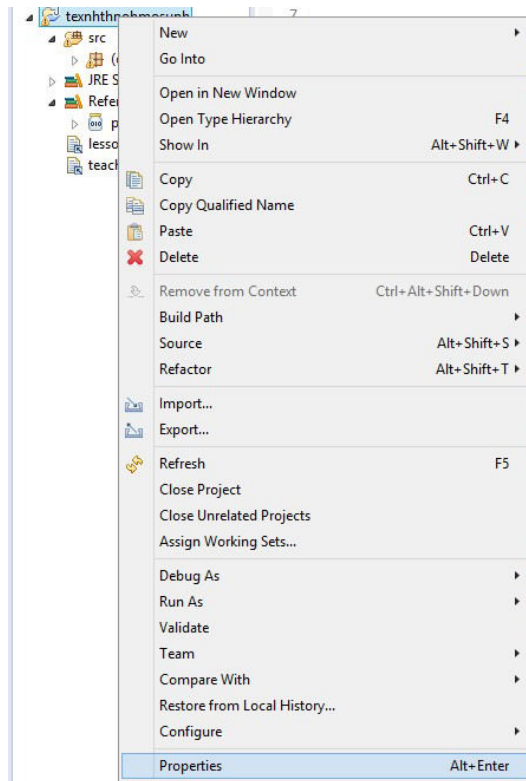 texnhthnohmosunh
7
New
src
Go Into
JRE S
Open in New Window
Refer
Open Type Hierarchy F4
p
Show In Alt+Shift+W
lesso
teach
Copy Ctrl+C
Copy Qualified Name
Paste Ctrl+V
Delete Delete
Remove from Context Ctrl+Alt+Shift+Down
Build Path
Source Alt+Shift+S
Refactor Alt+Shift+T
Import...
Export...
Refresh F5
Close Project
Close Unrelated Projects
Assign Working Sets...
Debug As
Run As
Validate
Team
Compare With
Restore from Local History...
Configure
Properties Alt+Enter